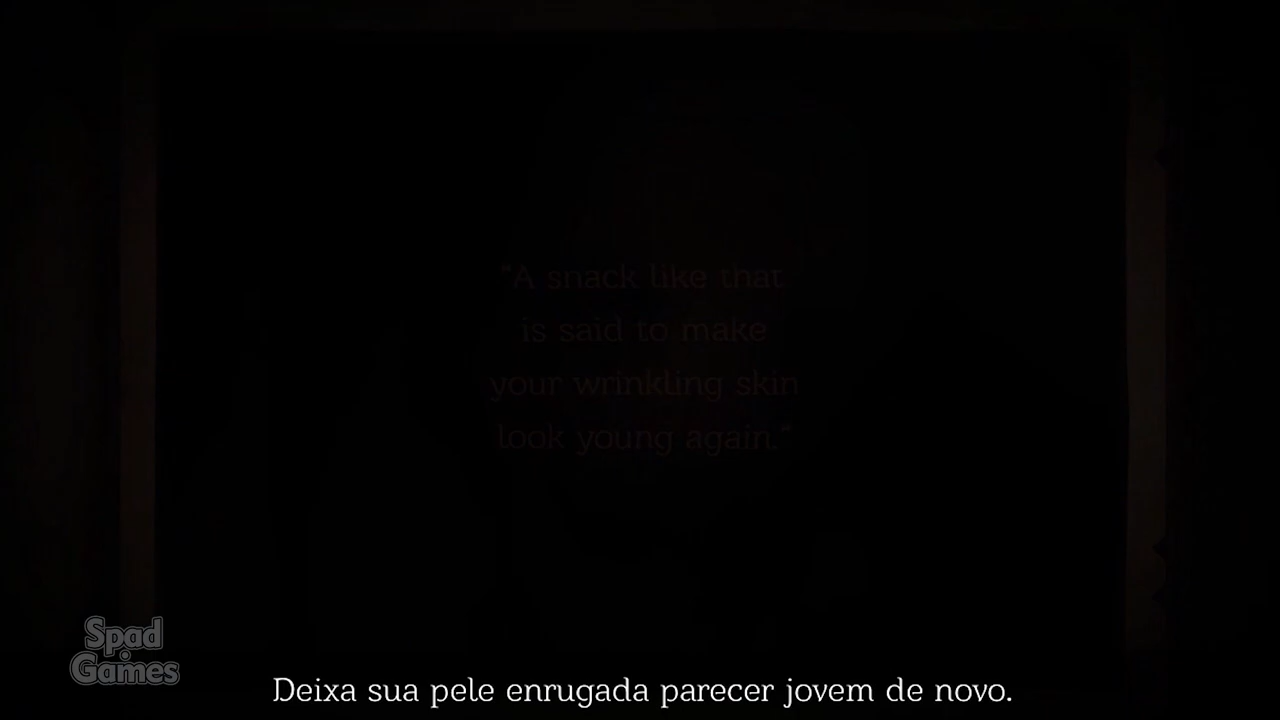 “A snack like that
is said to make
your wrinkling skin
look young again.“
Spad
Games
Deixa sua pele enrugada parecer jovem de novo.